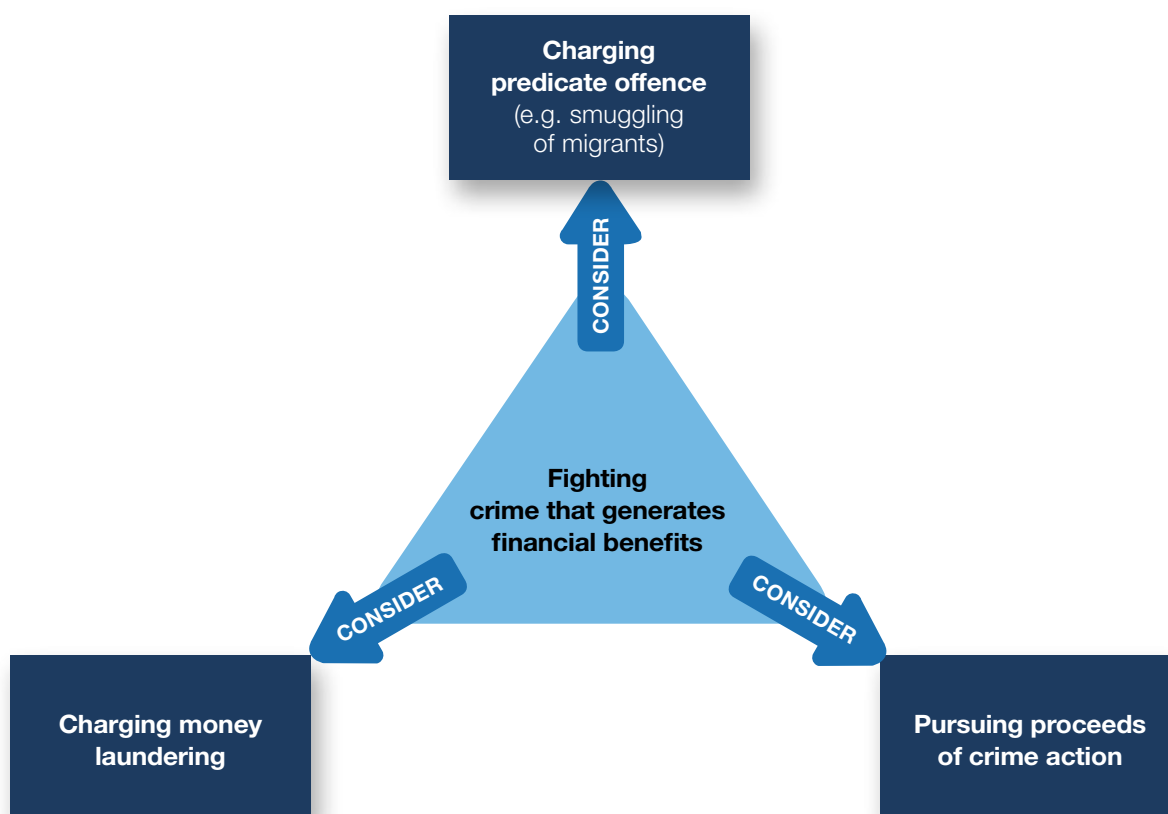 Charging
predicate offence
(e.g. smuggling
of migrants)
CONSIDER
Fighting
crime that generates
financial benefits
CONSIDER
CONSIDER
Charging money
laundering
Pursuing proceeds
of crime action